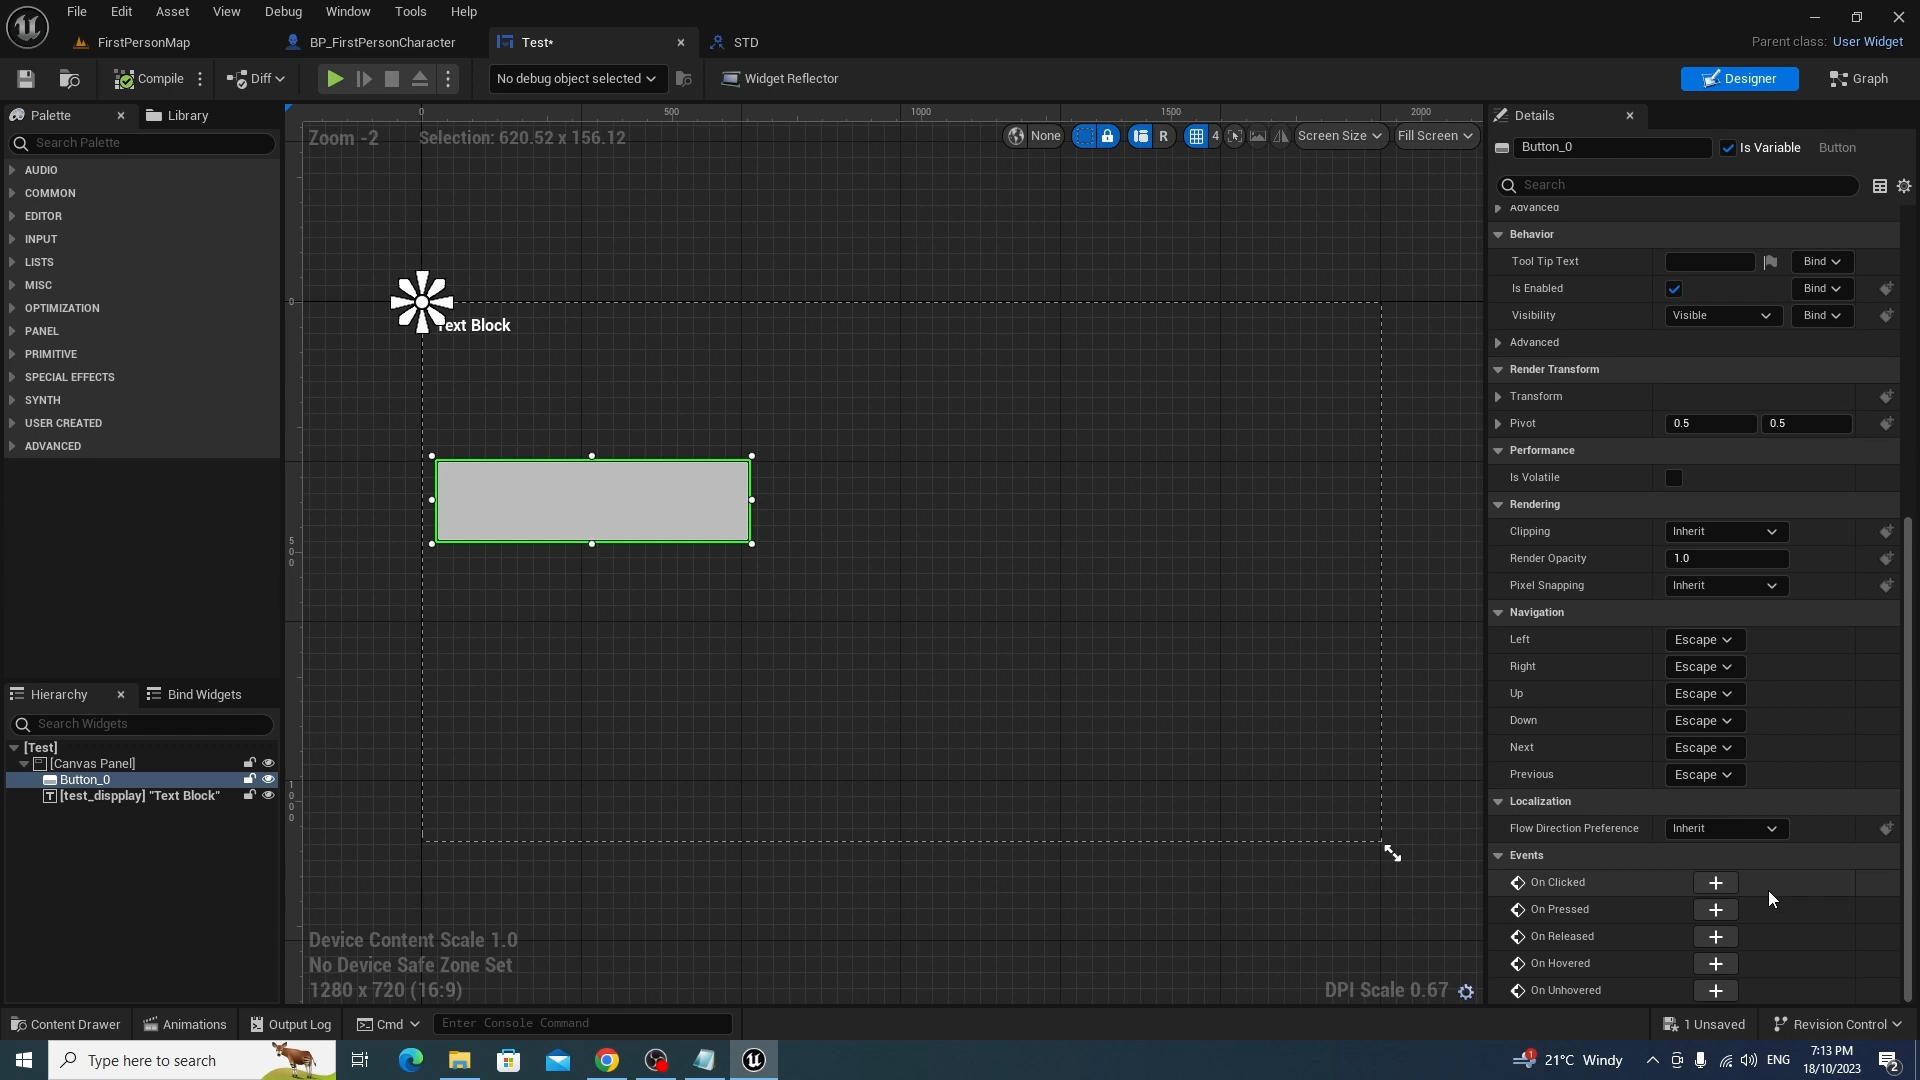 File Edit Asset View Debug Window Tools Help
FirstPersonMap BP_FirstPersonCharacter Test* STD
Parent class: User Widget
Compile Diff No debug object selected Widget Reflector Designer Graph
Palette Library
Search Palette
AUDIO
COMMON
EDITOR
INPUT
LISTS
MISC
OPTIMIZATION
PANEL
PRIMITIVE
SPECIAL EFFECTS
SYNTH
USER CREATED
ADVANCED
Hierarchy Bind Widgets
Search Widgets
[Test]
[Canvas Panel]
Button_0
[test_dispplay] "Text Block"
0 500 1000 1500 2000
Zoom -2 Selection: 620.52 x 156.12
None R 4 Screen Size Fill Screen
0
Text Block
500
1000
Device Content Scale 1.0
No Device Safe Zone Set
1280 x 720 (16:9)
DPI Scale 0.67
Details
Button_0 Is Variable Button
Search
Advanced
Behavior
Tool Tip Text Bind
Is Enabled Bind
Visibility Visible Bind
Advanced
Render Transform
Transform
Pivot 0.5 0.5
Performance
Is Volatile
Rendering
Clipping Inherit
Render Opacity 1.0
Pixel Snapping Inherit
Navigation
Left Escape
Right Escape
Up Escape
Down Escape
Next Escape
Previous Escape
Localization
Flow Direction Preference Inherit
Events
On Clicked
On Pressed
On Released
On Hovered
On Unhovered
Content Drawer Animations Output Log Cmd Enter Console Command 1 Unsaved Revision Control
Type here to search
1 21°C Windy ENG
7:13 PM
18/10/2023
2